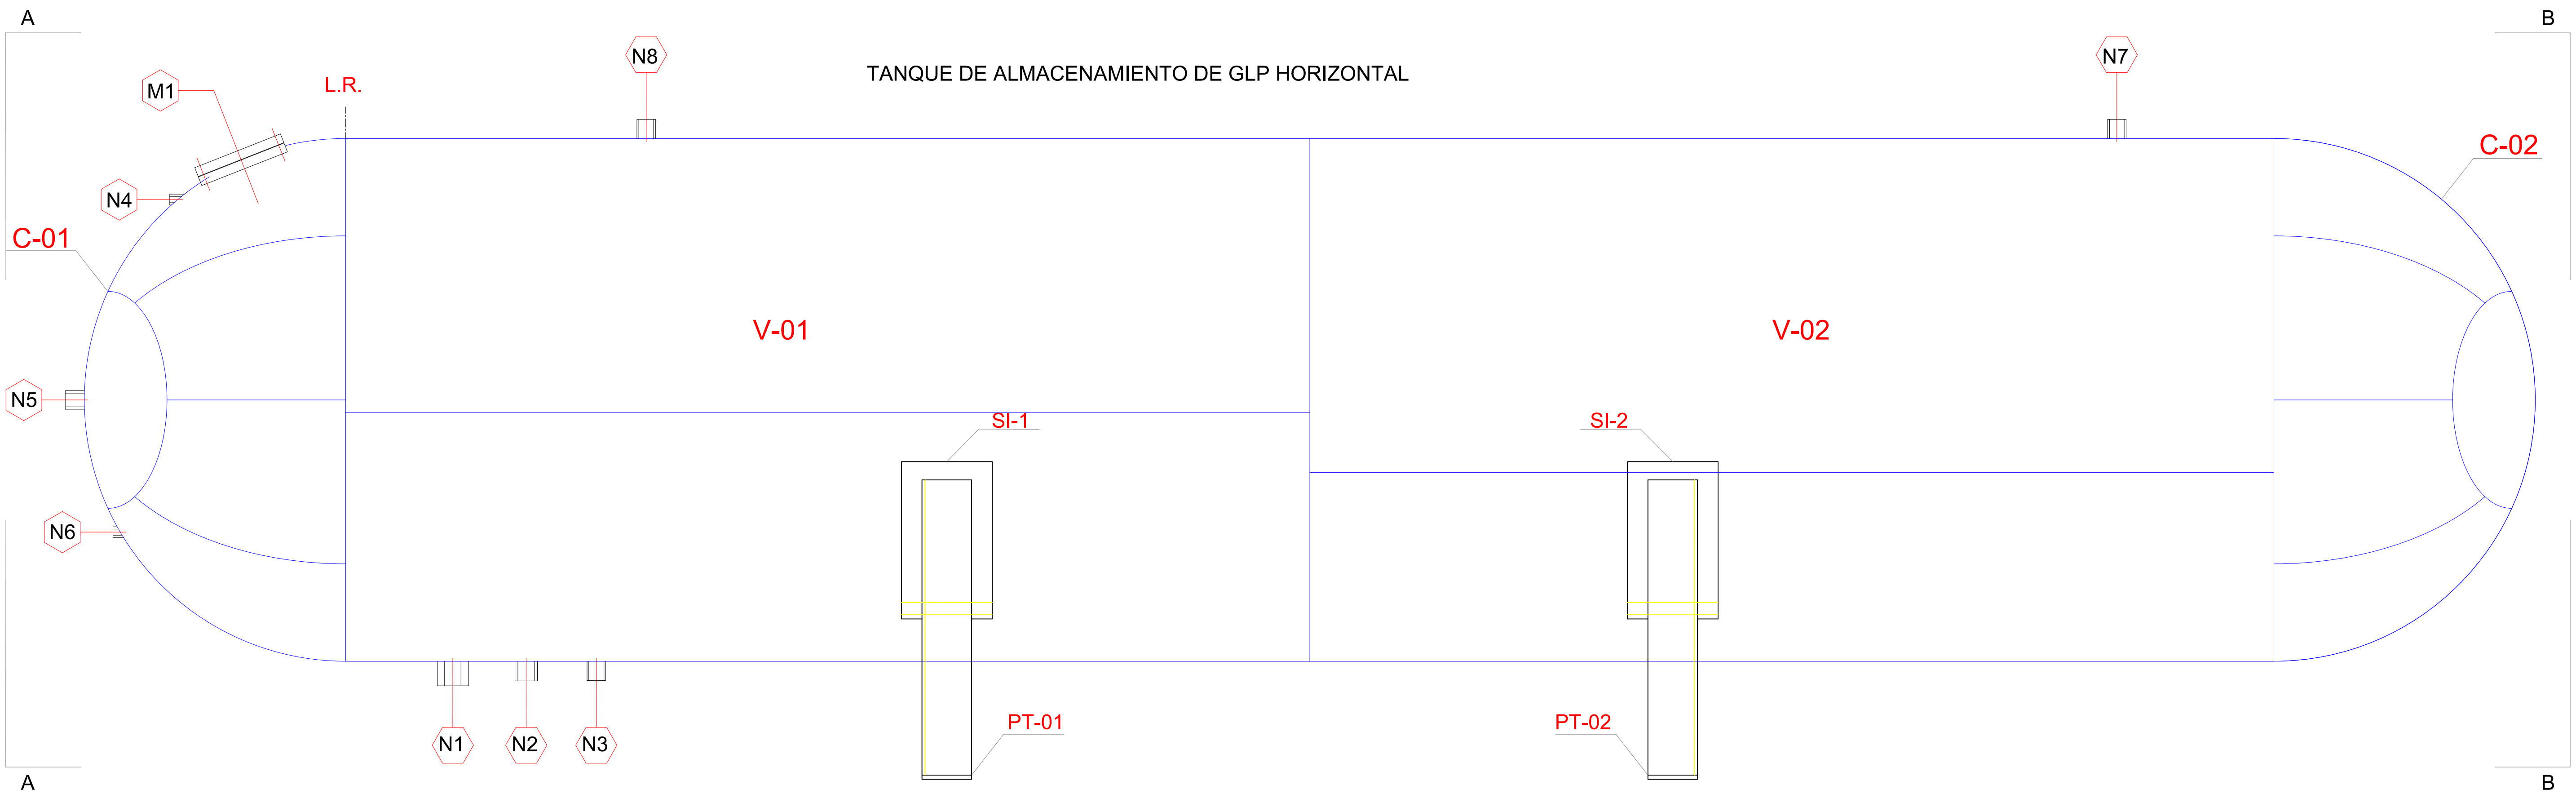 A
B
N8
N7
TANQUE DE ALMACENAMIENTO DE GLP HORIZONTAL
L.R.
M1
C-02
N4
C-01
V-01
V-02
N5
SI-1
SI-2
N6
PT-01
PT-02
N1
N2
N3
A
B